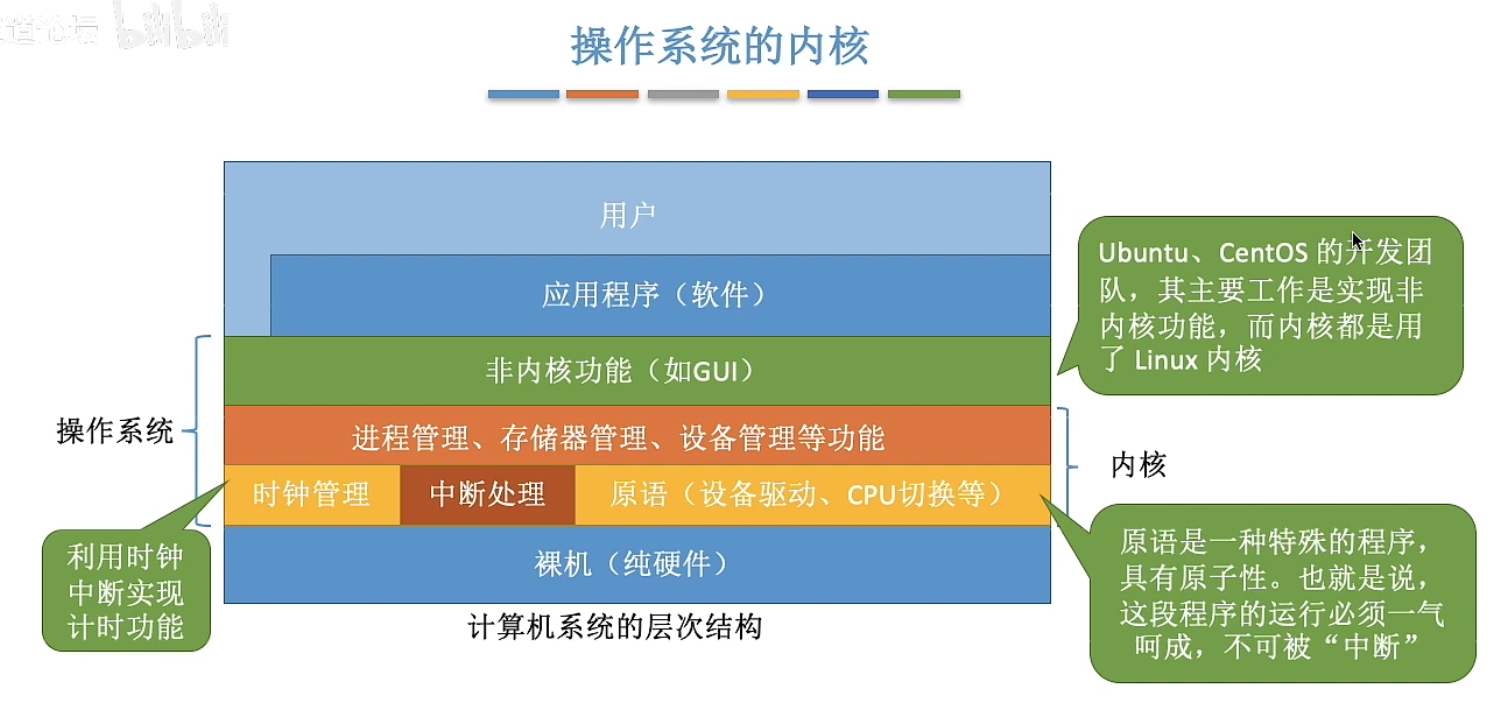 道论坛 bilibili
操作系统的内核
用户
应用程序（软件）
非内核功能（如GUI）
进程管理、存储器管理、设备管理等功能
时钟管理
中断处理
原语（设备驱动、CPU切换等）
裸机（纯硬件）
计算机系统的层次结构
操作系统
内核
Ubuntu、CentOS 的开发团
队，其主要工作是实现非
内核功能，而内核都是用
了 Linux 内核
利用时钟
中断实现
计时功能
原语是一种特殊的程序，
具有原子性。也就是说，
这段程序的运行必须一气
呵成，不可被“中断”